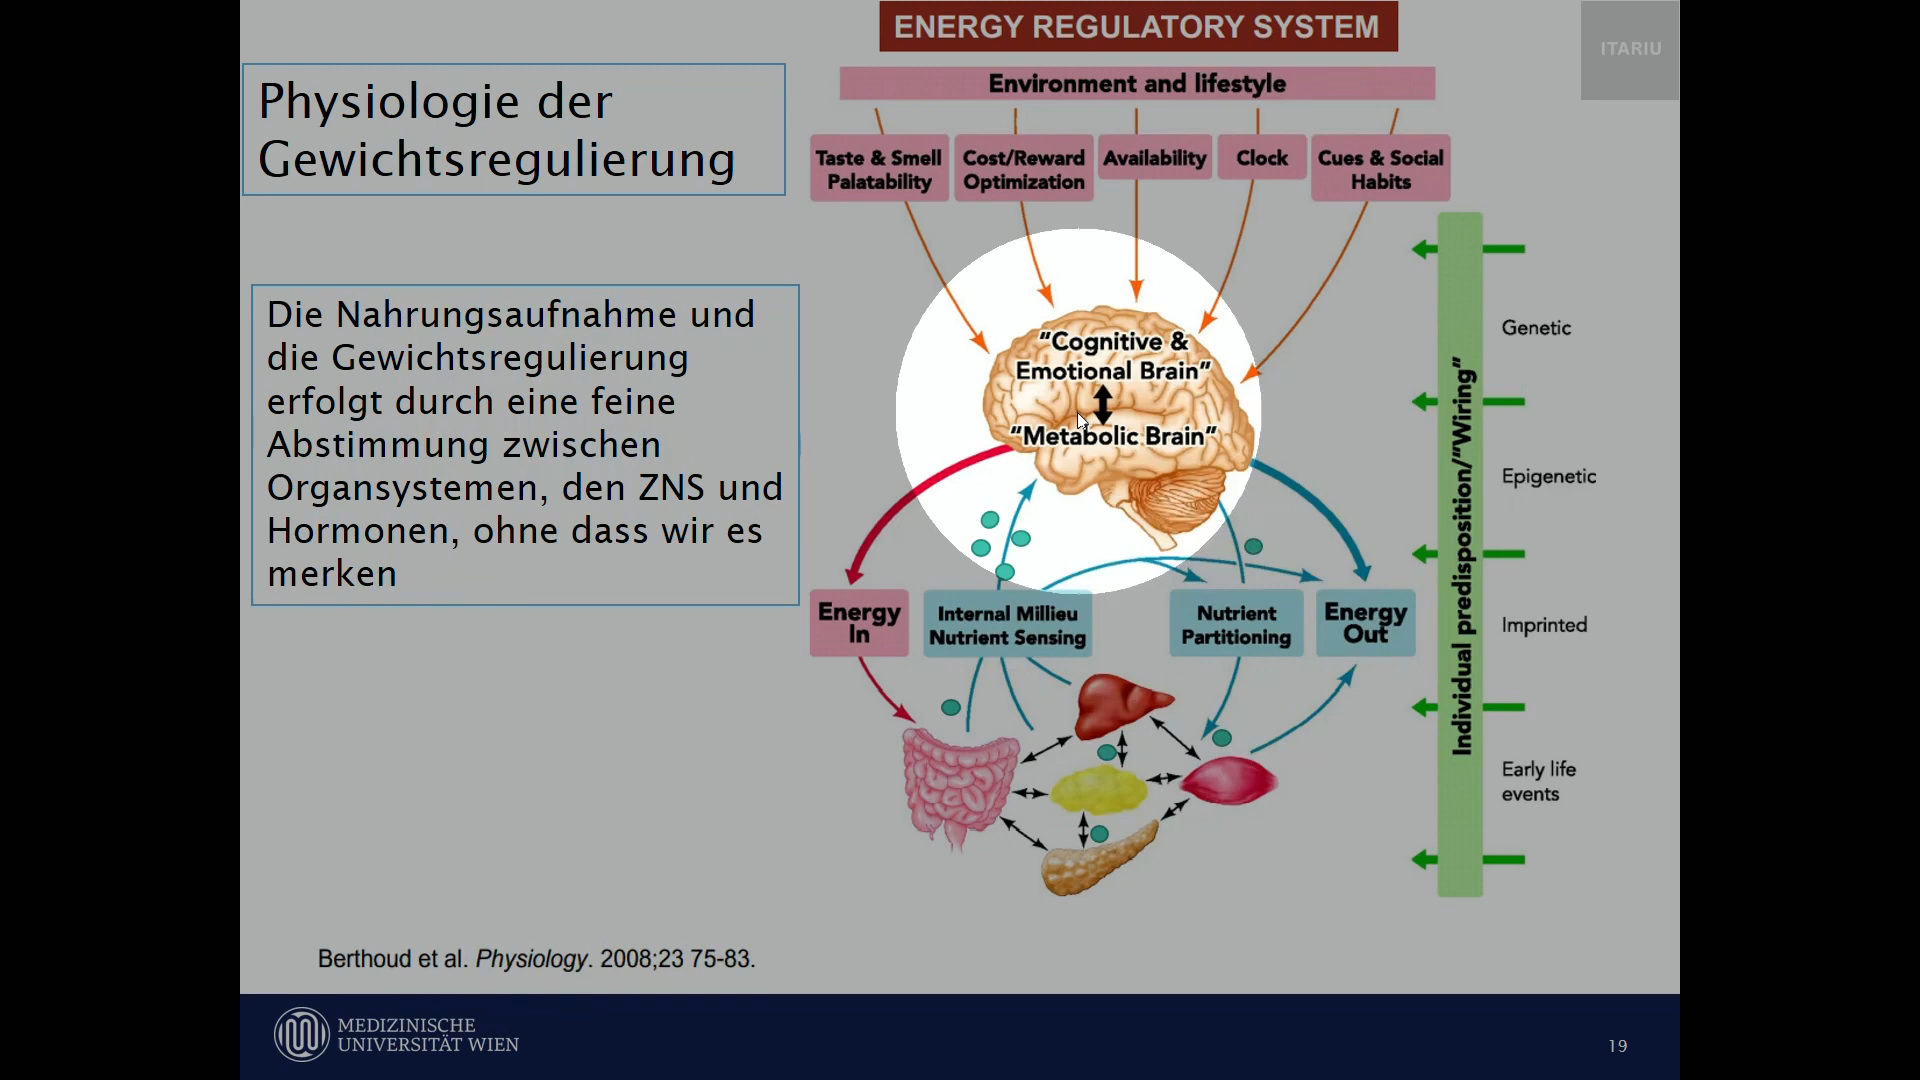 ENERGY REGULATORY SYSTEM
ITARIU
Physiologie der
Gewichtsregulierung
Environment and lifestyle
Taste & Smell
Palatability
Cost/Reward
Optimization
Availability
Clock
Cues & Social
Habits
Die Nahrungsaufnahme und
die Gewichtsregulierung
erfolgt durch eine feine
Abstimmung zwischen
Organsystemen, den ZNS und
Hormonen, ohne dass wir es
merken
"Cognitive &
Emotional Brain"
"Metabolic Brain"
Energy
In
Internal Millieu
Nutrient Sensing
Nutrient
Partitioning
Energy
Out
Individual predisposition/"Wiring"
Genetic
Epigenetic
Imprinted
Early life
events
Berthoud et al. Physiology. 2008;23 75-83.
MEDIZINISCHE
UNIVERSITÄT WIEN
19